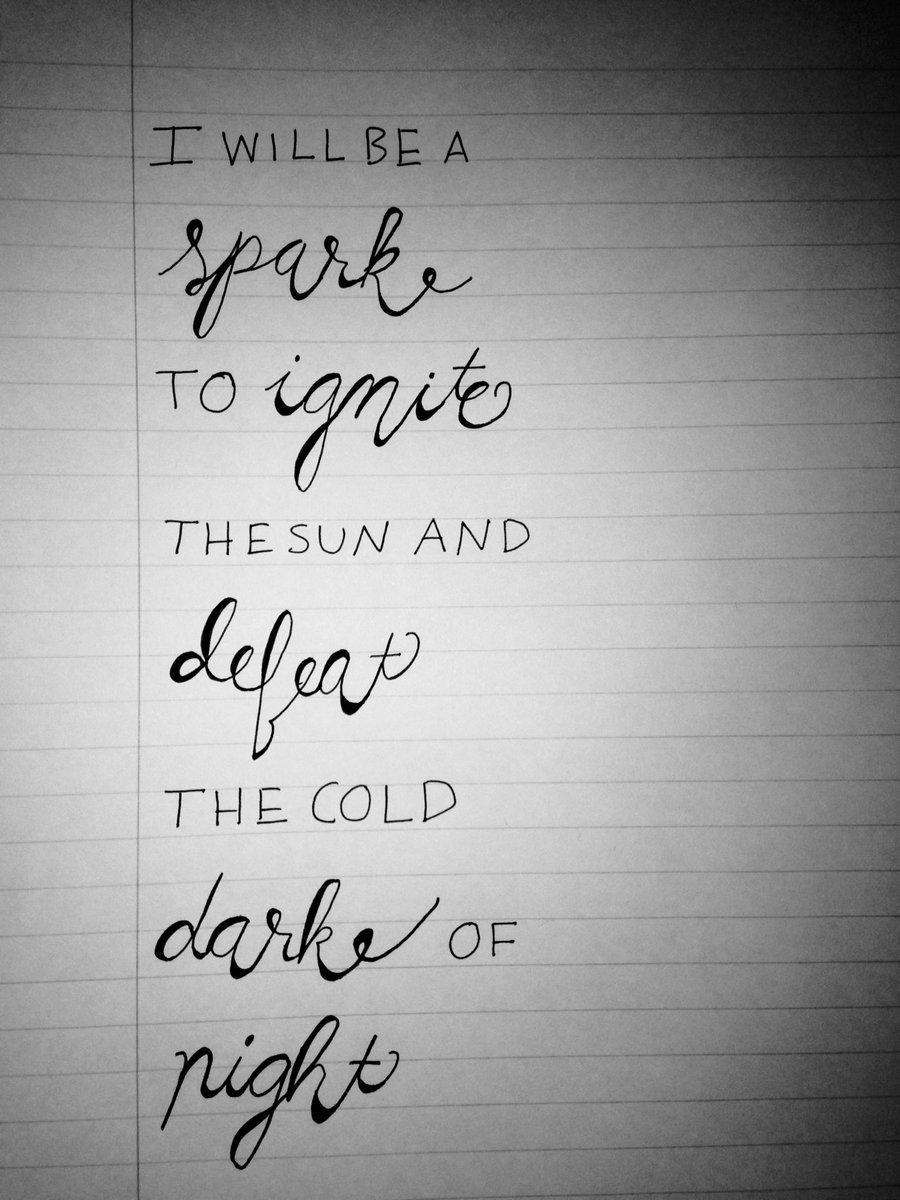 I WILL BE A
spark
TO ignite
THE SUN AND
defeat
THE COLD
dark OF
night